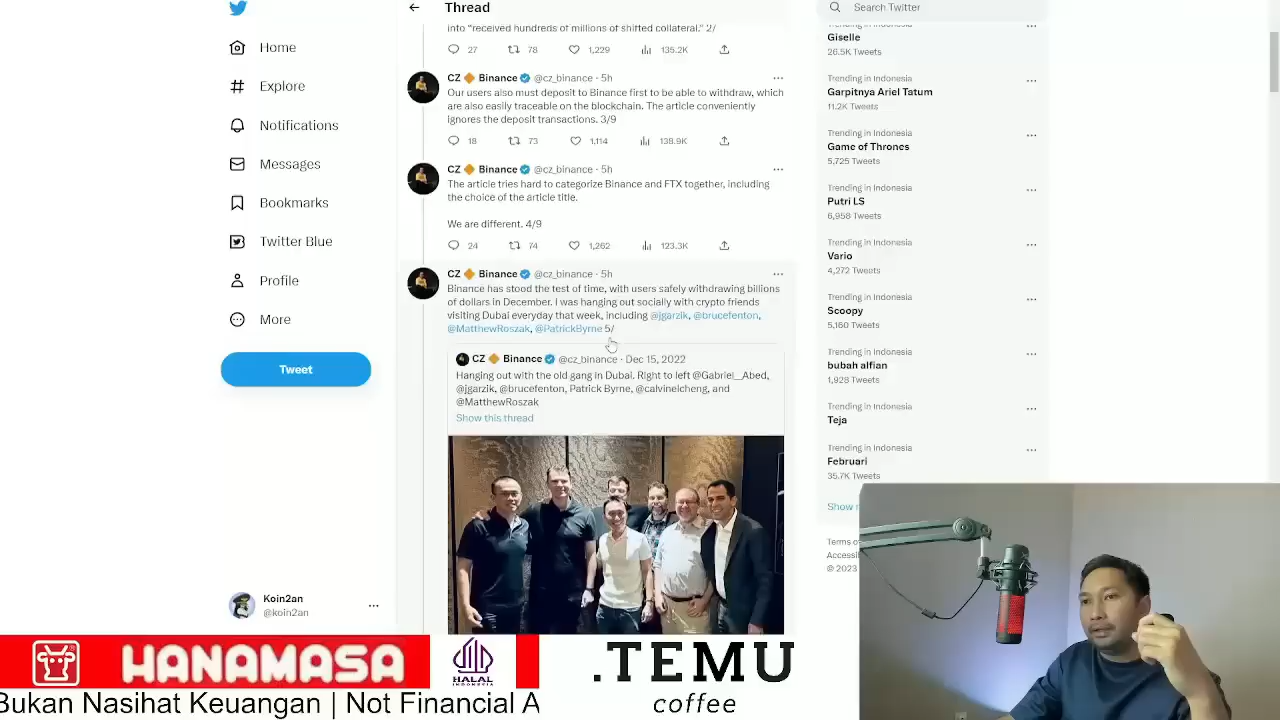 Thread
Search Twitter
Home
Explore
Notifications
Messages
Bookmarks
Twitter Blue
Profile
More
Tweet
Koin2an
@koin2an
into “received hundreds of millions of shifted collateral.” 2/
27 78 1,229 135.2K
CZ Binance @cz_binance · 5h
Our users also must deposit to Binance first to be able to withdraw, which
are also easily traceable on the blockchain. The article conveniently
ignores the deposit transactions. 3/9
18 73 1,114 138.9K
CZ Binance @cz_binance · 5h
The article tries hard to categorize Binance and FTX together, including
the choice of the article title.
We are different. 4/9
24 74 1,262 123.3K
CZ Binance @cz_binance · 5h
Binance has stood the test of time, with users safely withdrawing billions
of dollars in December. I was hanging out socially with crypto friends
visiting Dubai everyday that week, including @jgarzik, @brucefenton,
@MatthewRoszak, @PatrickByrne 5/
CZ Binance @cz_binance · Dec 15, 2022
Hanging out with the old gang in Dubai. Right to left @Gabriel__Abed,
@jgarzik, @brucefenton, Patrick Byrne, @calvinelcheng, and
@MatthewRoszak
Show this thread
Trending in Indonesia
Giselle
26.5K Tweets
Trending in Indonesia
Garpitnya Ariel Tatum
11.2K Tweets
Trending in Indonesia
Game of Thrones
5,725 Tweets
Trending in Indonesia
Putri LS
6,958 Tweets
Trending in Indonesia
Vario
4,272 Tweets
Trending in Indonesia
Scoopy
5,160 Tweets
Trending in Indonesia
bubah alfian
1,928 Tweets
Trending in Indonesia
Teja
Trending in Indonesia
Februari
35.7K Tweets
Show
Terms
© 2023
HANAMASA
HALAL
INDONESIA
.TEMU
coffee
Bukan Nasihat Keuangan | Not Financial A